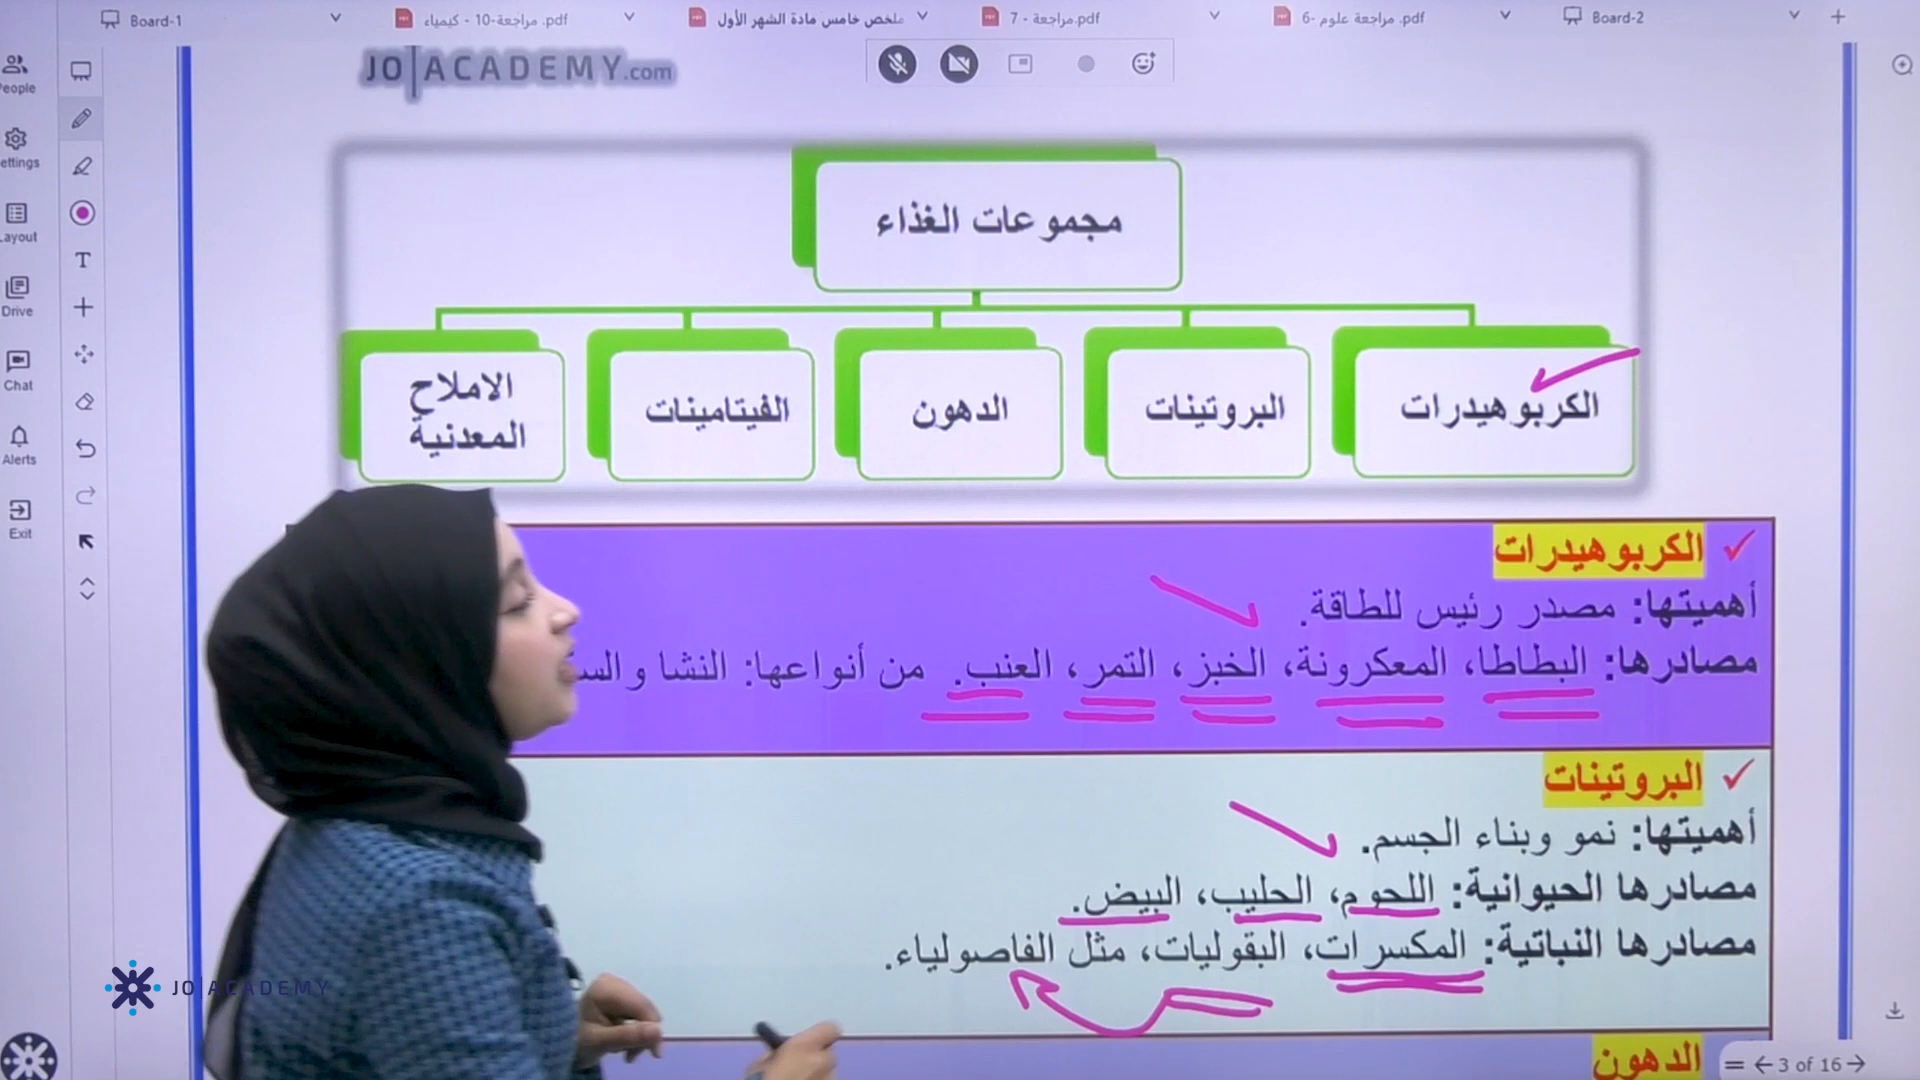 Board-1
مراجعة-10 - كيمياء .pdf
ملخص خامس مادة الشهر الأول
مراجعة - 7.pdf
مراجعة علوم -6 .pdf
Board-2
JO|ACADEMY.com
People
Settings
Layout
Drive
Chat
Alerts
Exit
T
مجموعات الغذاء
الكربوهيدرات
البروتينات
الدهون
الفيتامينات
الاملاح
المعدنية
✓ الكربوهيدرات
أهميتها: مصدر رئيس للطاقة.
مصادرها: البطاطا، المعكرونة، الخبز، التمر، العنب. من أنواعها: النشا
✓ البروتينات
أهميتها: نمو وبناء الجسم.
مصادرها الحيوانية: اللحوم، الحليب، البيض.
مصادرها النباتية: المكسرات، البقوليات، مثل الفاصولياء.
الدهون
3 of 16
JO|ACADEMY